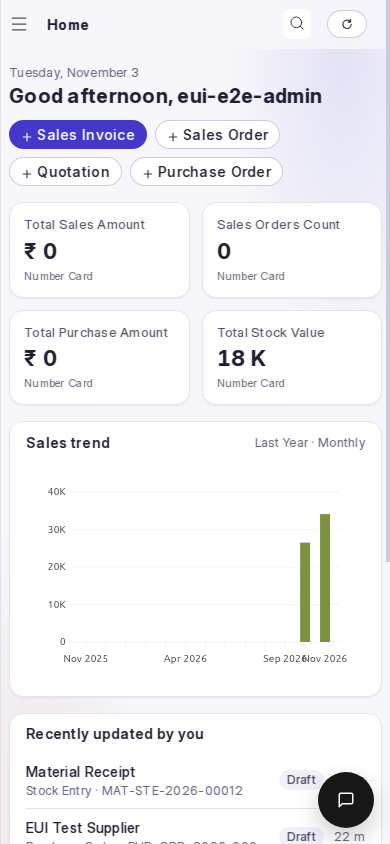 Home
Tuesday, November 3
Good afternoon, eui-e2e-admin
+ Sales Invoice
+ Sales Order
+ Quotation
+ Purchase Order
Total Sales Amount
₹ 0
Number Card
Sales Orders Count
0
Number Card
Total Purchase Amount
₹ 0
Number Card
Total Stock Value
18 K
Number Card
Sales trend
Last Year · Monthly
40K
30K
20K
10K
0
Nov 2025
Apr 2026
Sep 2026
Nov 2026
Recently updated by you
Material Receipt
Draft
Stock Entry · MAT-STE-2026-00012
EUI Test Supplier
Draft
22 m